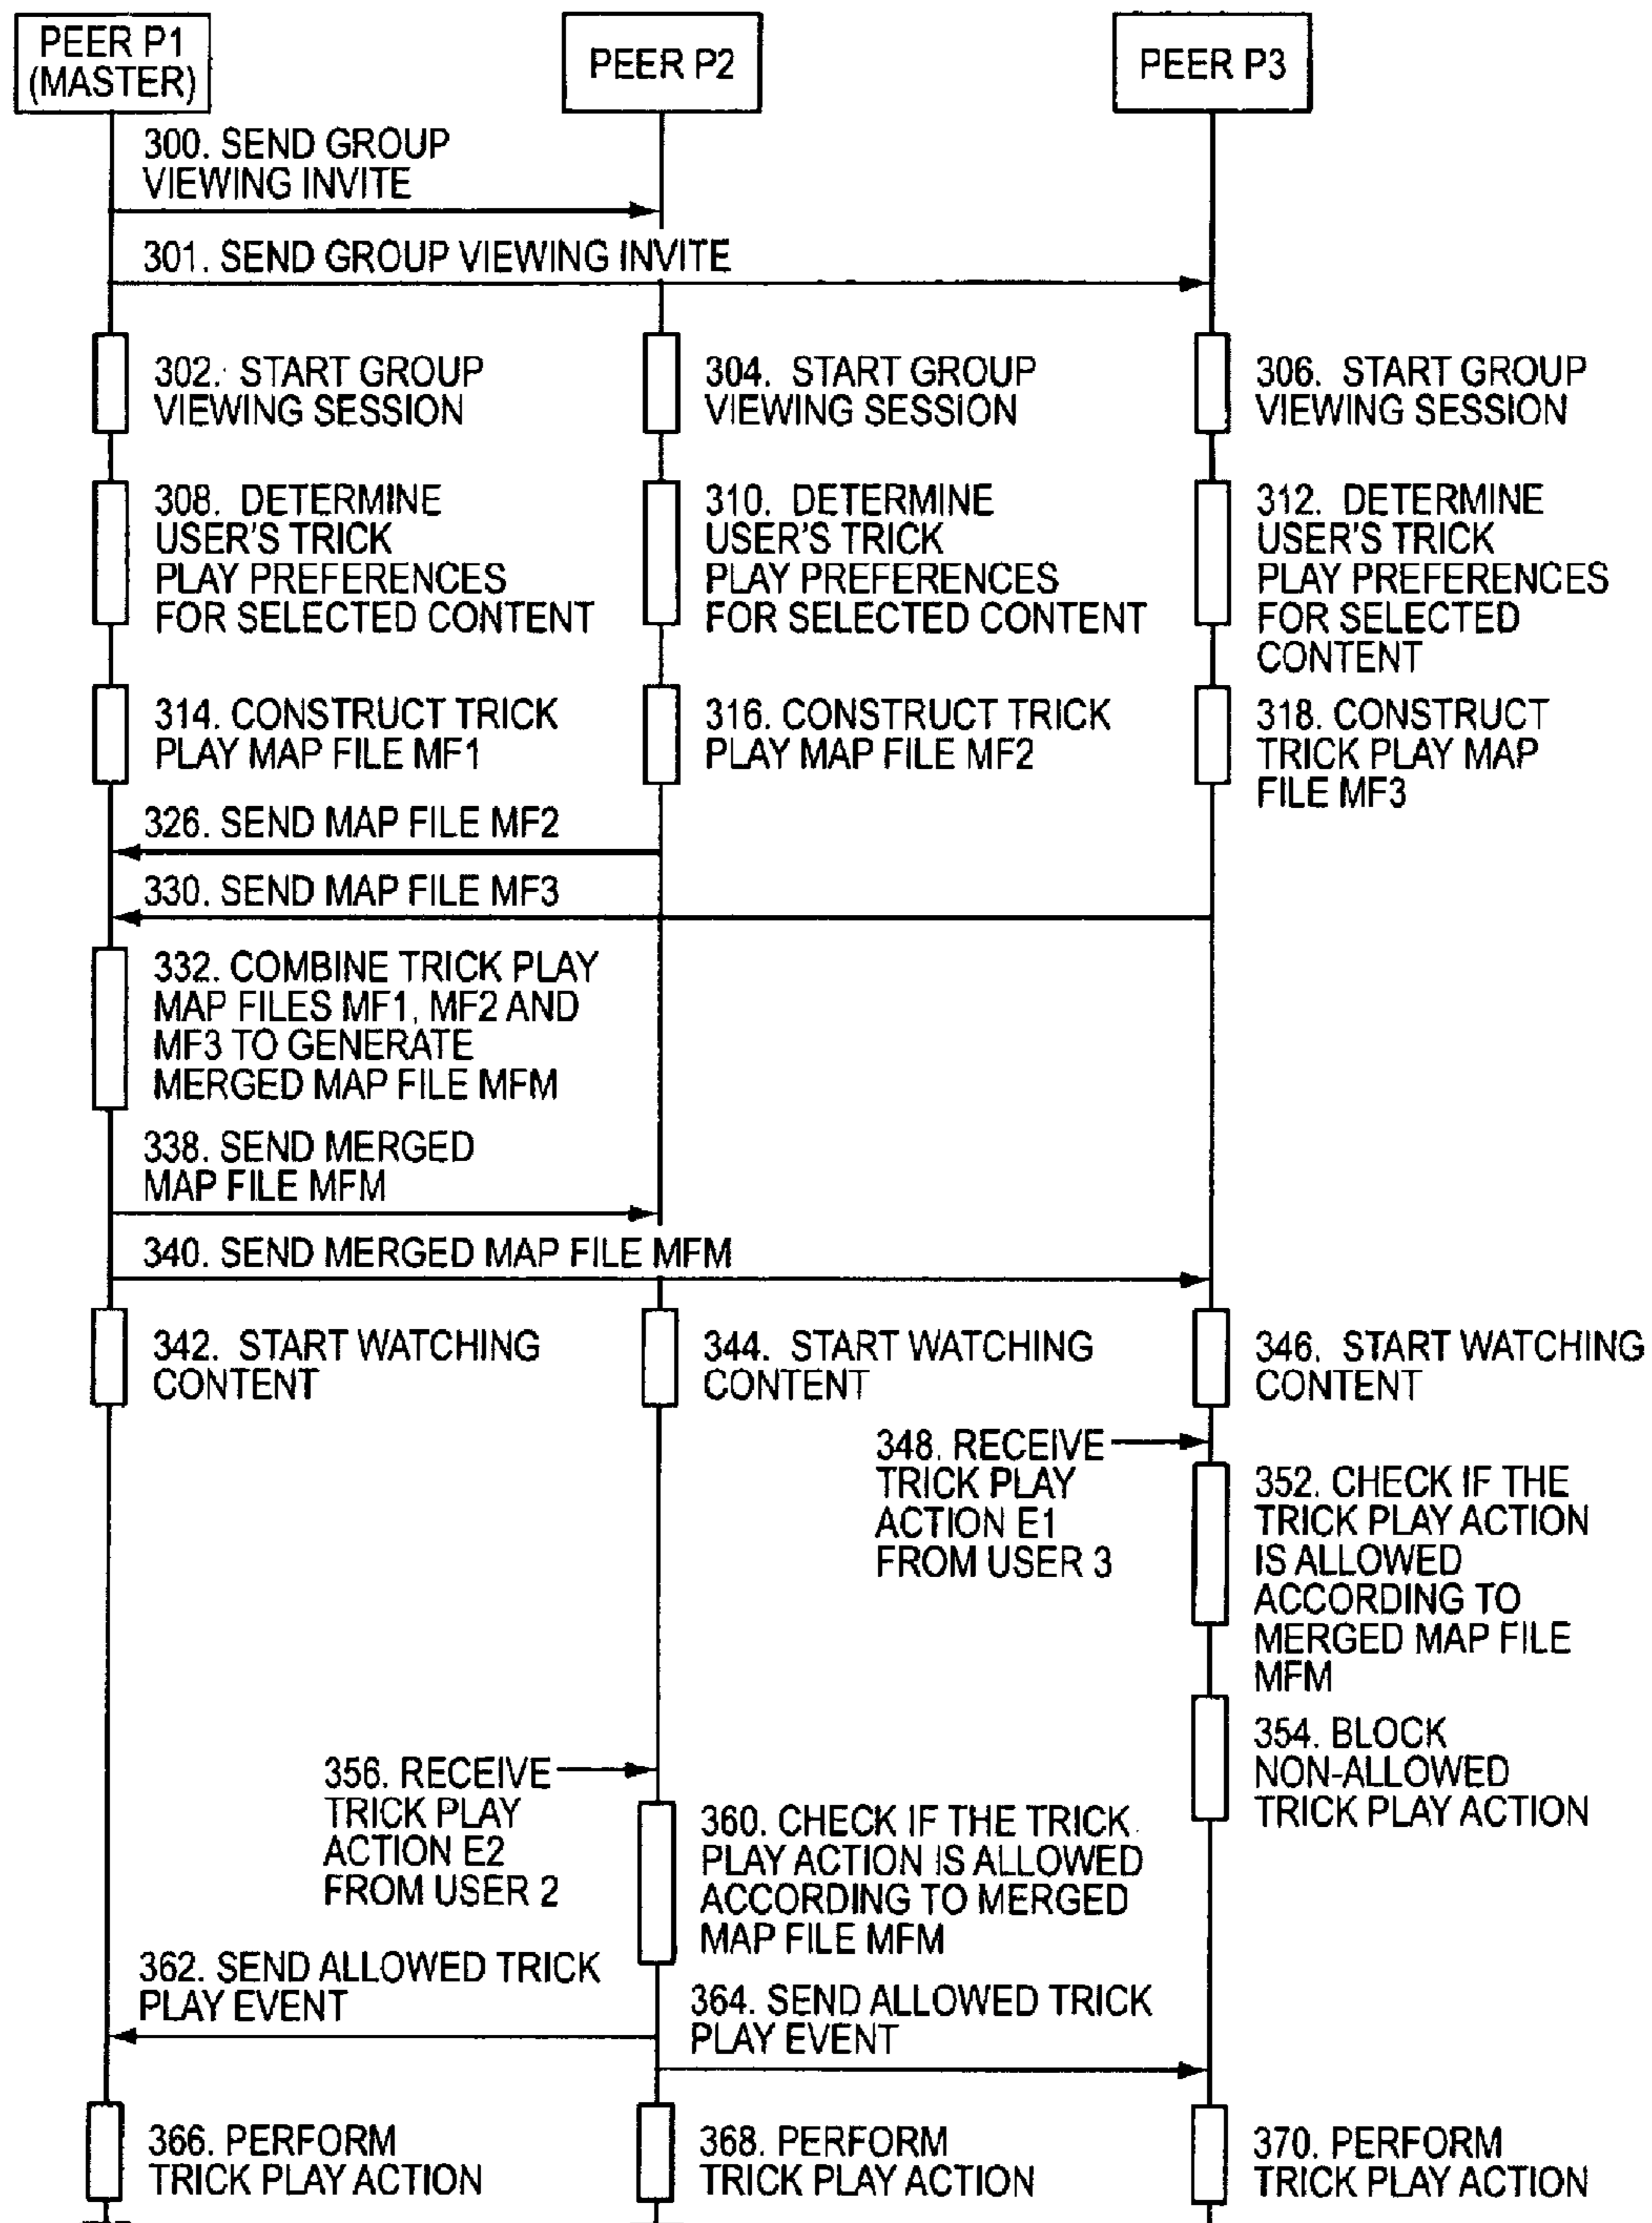 PEER P1
(MASTER)
PEER P2
PEER P3
300. SEND GROUP
VIEWING INVITE
301. SEND GROUP VIEWING INVITE
302. START GROUP
VIEWING SESSION
304. START GROUP
VIEWING SESSION
306. START GROUP
VIEWING SESSION
308. DETERMINE
USER'S TRICK
PLAY PREFERENCES
FOR SELECTED CONTENT
310. DETERMINE
USER'S TRICK
PLAY PREFERENCES
FOR SELECTED CONTENT
312. DETERMINE
USER'S TRICK
PLAY PREFERENCES
FOR SELECTED
CONTENT
314. CONSTRUCT TRICK
PLAY MAP FILE MF1
316. CONSTRUCT TRICK
PLAY MAP FILE MF2
318. CONSTRUCT
TRICK PLAY MAP
FILE MF3
326. SEND MAP FILE MF2
330. SEND MAP FILE MF3
332. COMBINE TRICK PLAY
MAP FILES MF1, MF2 AND
MF3 TO GENERATE
MERGED MAP FILE MFM
338. SEND MERGED
MAP FILE MFM
340. SEND MERGED MAP FILE MFM
342. START WATCHING
CONTENT
344. START WATCHING
CONTENT
346. START WATCHING
CONTENT
348. RECEIVE
TRICK PLAY
ACTION E1
FROM USER 3
352. CHECK IF THE
TRICK PLAY ACTION
IS ALLOWED
ACCORDING TO
MERGED MAP FILE
MFM
354. BLOCK
NON-ALLOWED
TRICK PLAY ACTION
356. RECEIVE
TRICK PLAY
ACTION E2
FROM USER 2
360. CHECK IF THE TRICK
PLAY ACTION IS ALLOWED
ACCORDING TO MERGED
MAP FILE MFM
362. SEND ALLOWED TRICK
PLAY EVENT
364. SEND ALLOWED TRICK
PLAY EVENT
366. PERFORM
TRICK PLAY ACTION
368. PERFORM
TRICK PLAY ACTION
370. PERFORM
TRICK PLAY ACTION